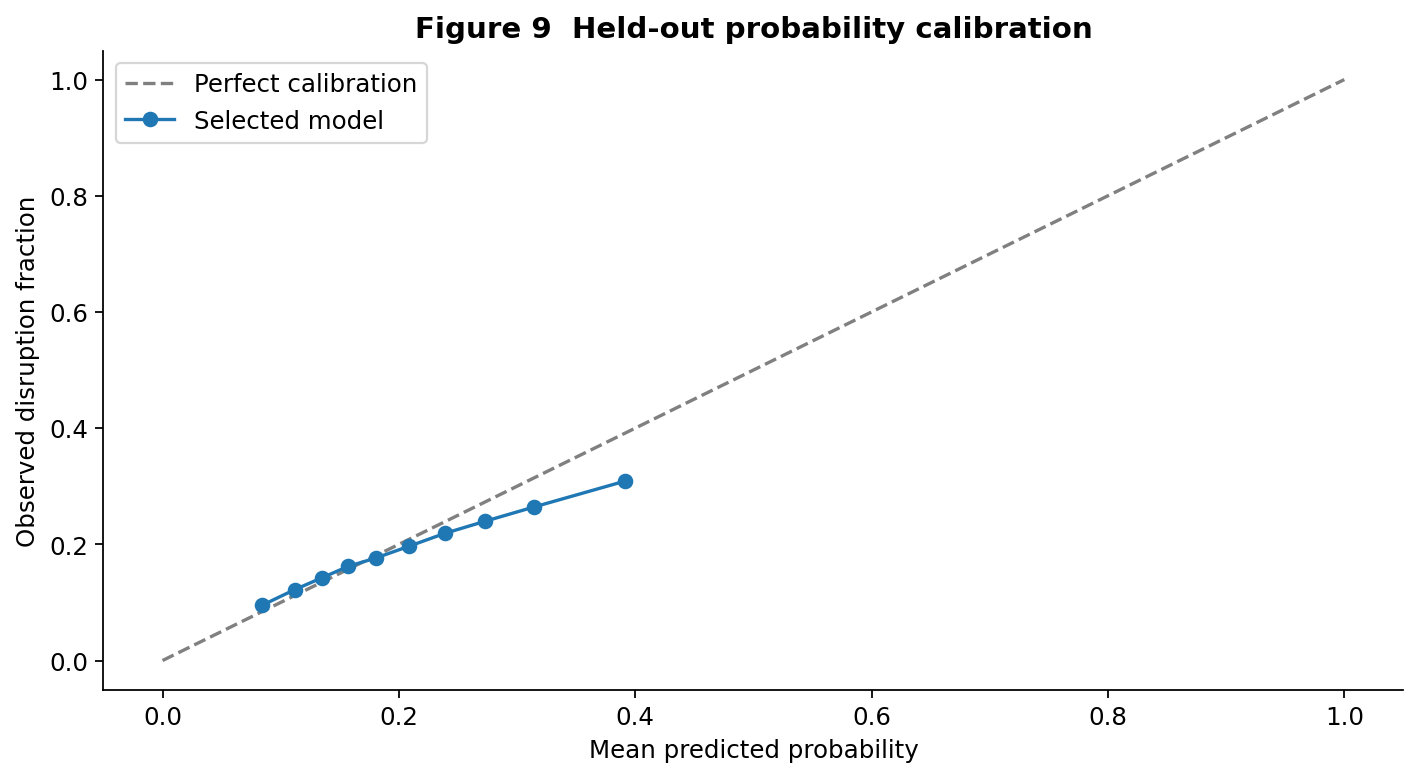 Figure 9  Held-out probability calibration
Perfect calibration
Selected model
Observed disruption fraction
1.0
0.8
0.6
0.4
0.2
0.0
0.0 0.2 0.4 0.6 0.8 1.0
Mean predicted probability